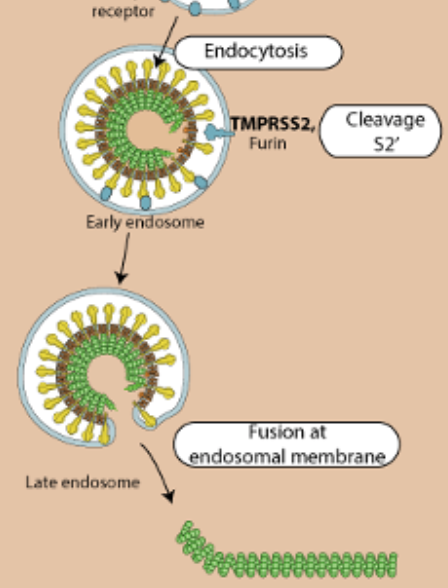 receptor
Endocytosis
TMPRSS2,
Furin
Cleavage
S2’
Early endosome
Fusion at
endosomal membrane
Late endosome